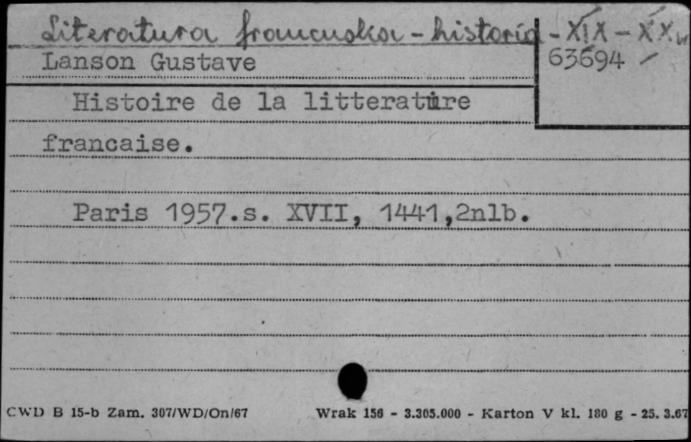 Literatura francuska - historia - XIX - XX w
Lanson Gustave 63694
Histoire de la litterature
francaise.
Paris 1957.s. XVII, 1441,2nlb.
CWD B 15-b Zam. 307/WD/On/67 Wrak 156 - 3.305.000 - Karton V kl. 180 g - 25. 3.67